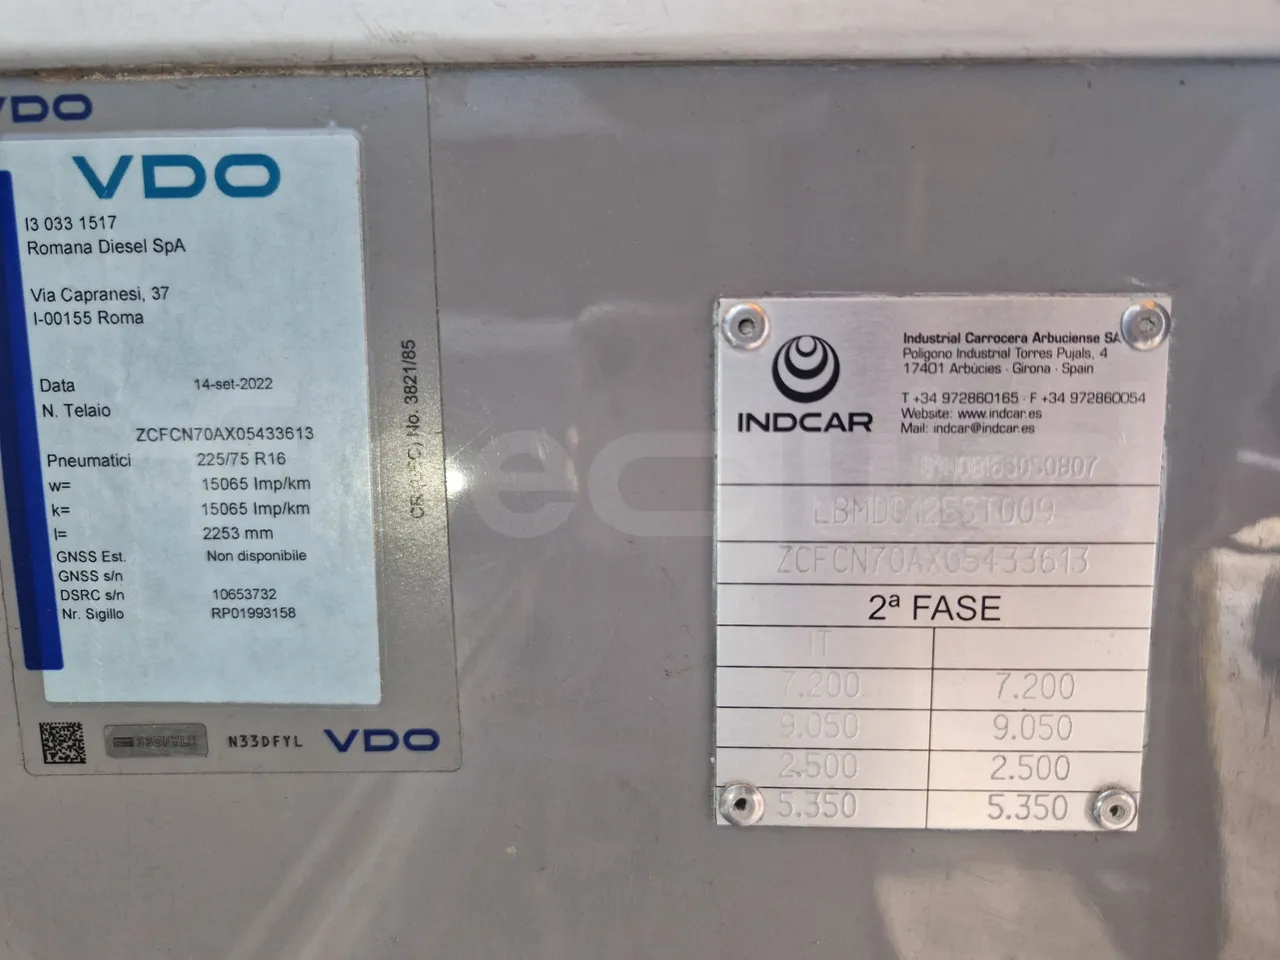 VDO
VDO
I3 033 1517
Romana Diesel SpA
Via Capranesi, 37
I-00155 Roma
Data 14-set-2022
N. Telaio
ZCFCN70AX05433613
Pneumatici 225/75 R16
w= 15065 Imp/km
k= 15065 Imp/km
l= 2253 mm
GNSS Est. Non disponibile
GNSS s/n
DSRC s/n 10653732
Nr. Sigillo RP01993158
No. 3821/85
N33DFYL VDO
INDCAR
Industrial Carrocera Arbuciense SA
Poligono Industrial Torres Pujals, 4
17401 Arbúcies · Girona · Spain
T +34 972860165 · F +34 972860054
Website: www.indcar.es
Mail: indcar@indcar.es
ZCFCN70AX05433613
2ª FASE
IT
7.200 7.200
9.050 9.050
2.500 2.500
5.350 5.350